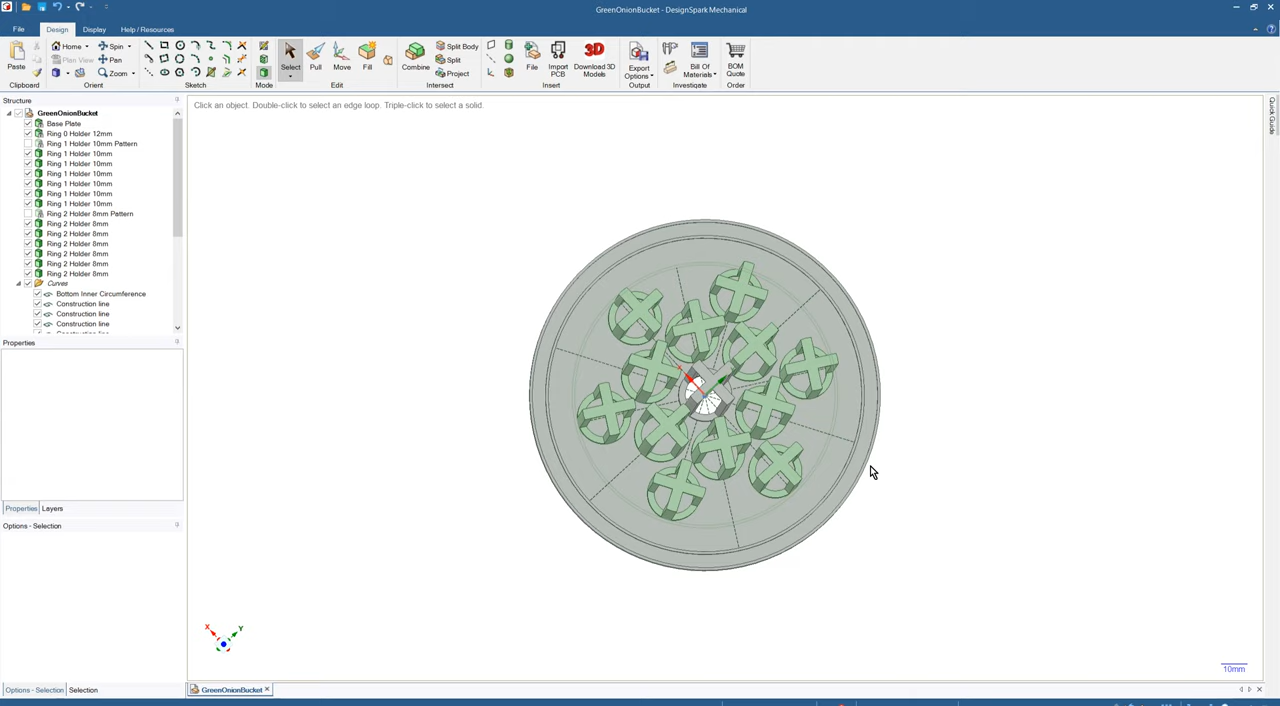 GreenOnionBucket - DesignSpark Mechanical
File
Design
Display
Help / Resources
Paste
Clipboard
Home
Spin
Plan View
Pan
Zoom
Orient
Sketch
Mode
Select
Pull
Move
Fill
Edit
Combine
Split Body
Split
Project
Intersect
File
Import PCB
Download 3D Models
3D
Insert
Export Options
Output
Bill Of Materials
Investigate
BOM Quote
Order
Structure
GreenOnionBucket
Base Plate
Ring 0 Holder 12mm
Ring 1 Holder 10mm Pattern
Ring 1 Holder 10mm
Ring 1 Holder 10mm
Ring 1 Holder 10mm
Ring 1 Holder 10mm
Ring 1 Holder 10mm
Ring 1 Holder 10mm
Ring 2 Holder 8mm Pattern
Ring 2 Holder 8mm
Ring 2 Holder 8mm
Ring 2 Holder 8mm
Ring 2 Holder 8mm
Ring 2 Holder 8mm
Ring 2 Holder 8mm
Curves
Bottom Inner Circumference
Construction line
Construction line
Construction line
Properties
Properties
Layers
Options - Selection
Options - Selection
Selection
Click an object. Double-click to select an edge loop. Triple-click to select a solid.
X
X
Y
10mm
Quick Guide
GreenOnionBucket